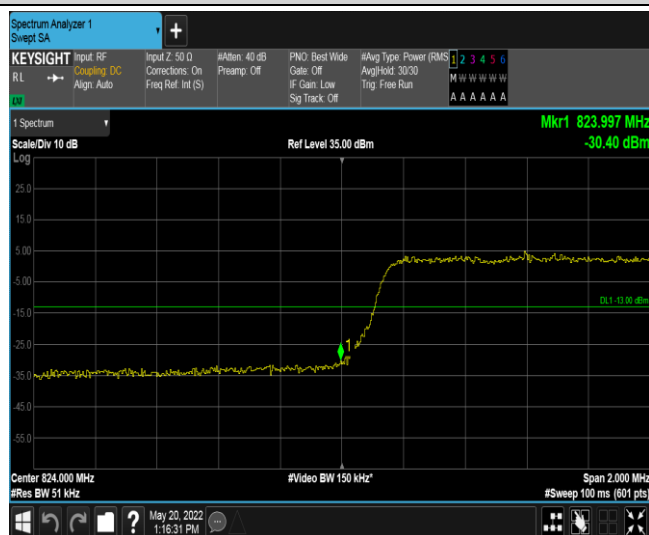 Spectrum Analyzer 1
Swept SA
+
KEYSIGHT
RL
Input: RF
Coupling: DC
Align: Auto
Input Z: 50 Ω
Corrections: On
Freq Ref: Int (S)
#Atten: 40 dB
Preamp: Off
PNO: Best Wide
Gate: Off
IF Gain: Low
Sig Track: Off
#Avg Type: Power (RMS
Avg|Hold: 30/30
Trig: Free Run
1 2 3 4 5 6
M W W W W W
A A A A A A
1 Spectrum
Mkr1 823.997 MHz
Scale/Div 10 dB
Ref Level 35.00 dBm
-30.40 dBm
Log
25.0
15.0
5.00
-5.00
DL1 -13.00 dBm
-15.0
1
-25.0
-35.0
-45.0
-55.0
Center 824.000 MHz
#Video BW 150 kHz*
Span 2.000 MHz
#Res BW 51 kHz
#Sweep 100 ms (601 pts)
?
May 20, 2022
1:16:31 PM